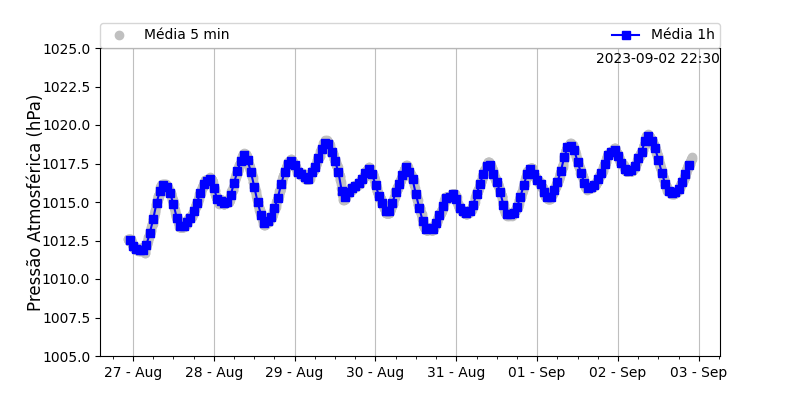 Média 5 min
Média 1h
2023-09-02 22:30
Pressão Atmosférica (hPa)
1025.0
1022.5
1020.0
1017.5
1015.0
1012.5
1010.0
1007.5
1005.0
27 - Aug
28 - Aug
29 - Aug
30 - Aug
31 - Aug
01 - Sep
02 - Sep
03 - Sep